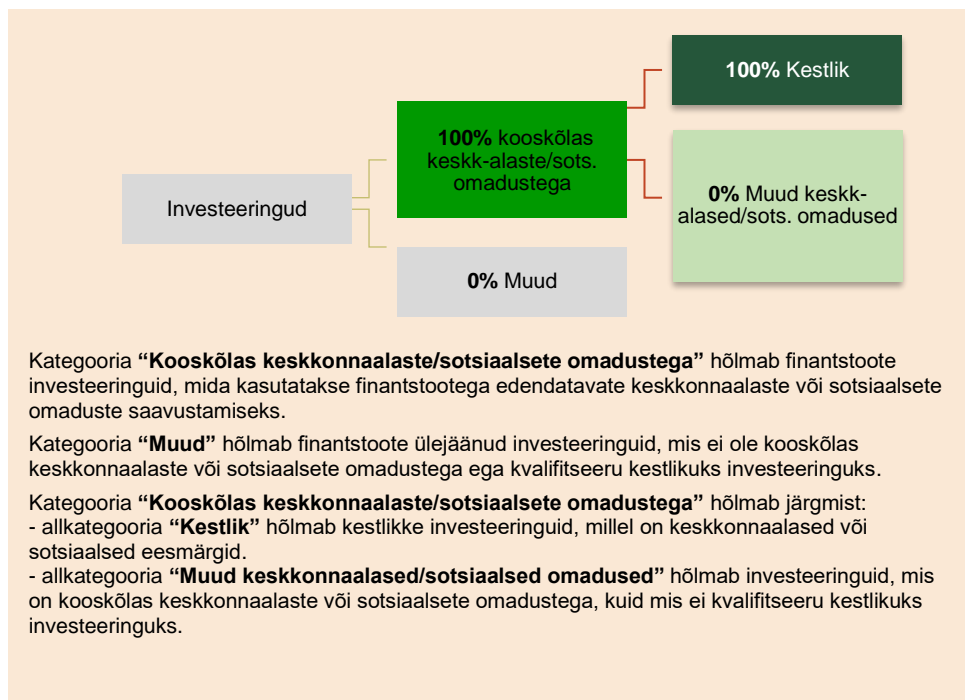 100% Kestlik
100% kooskõlas
keskk-alaste/sots.
omadustega
0% Muud keskk-
alased/sots. omadused
Investeeringud
0% Muud
Kategooria “Kooskõlas keskkonnaalaste/sotsiaalsete omadustega” hõlmab finantstoote
investeeringuid, mida kasutatakse finantstootega edendatavate keskkonnaalaste või sotsiaalsete
omaduste saavustamiseks.
Kategooria “Muud” hõlmab finantstoote ülejäänud investeeringuid, mis ei ole kooskõlas
keskkonnaalaste või sotsiaalsete omadustega ega kvalifitseeru kestlikuks investeeringuks.
Kategooria “Kooskõlas keskkonnaalaste/sotsiaalsete omadustega” hõlmab järgmist:
- allkategooria “Kestlik” hõlmab kestlikke investeeringuid, millel on keskkonnaalased või
sotsiaalsed eesmärgid.
- allkategooria “Muud keskkonnaalased/sotsiaalsed omadused” hõlmab investeeringuid, mis
on kooskõlas keskkonnaalaste või sotsiaalsete omadustega, kuid mis ei kvalifitseeru kestlikuks
investeeringuks.